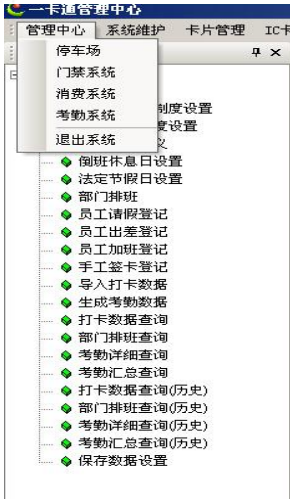 一卡通管理中心
管理中心 系统维护 卡片管理
停车场
门禁系统
消费系统
考勤系统
退出系统
制度设置
度设置
倒班休息日设置
法定节假日设置
部门排班
员工请假登记
员工出差登记
员工加班登记
手工签卡登记
导入打卡数据
生成考勤数据
打卡数据查询
部门排班查询
考勤详细查询
考勤汇总查询
打卡数据查询(历史)
部门排班查询(历史)
考勤详细查询(历史)
考勤汇总查询(历史)
保存数据设置